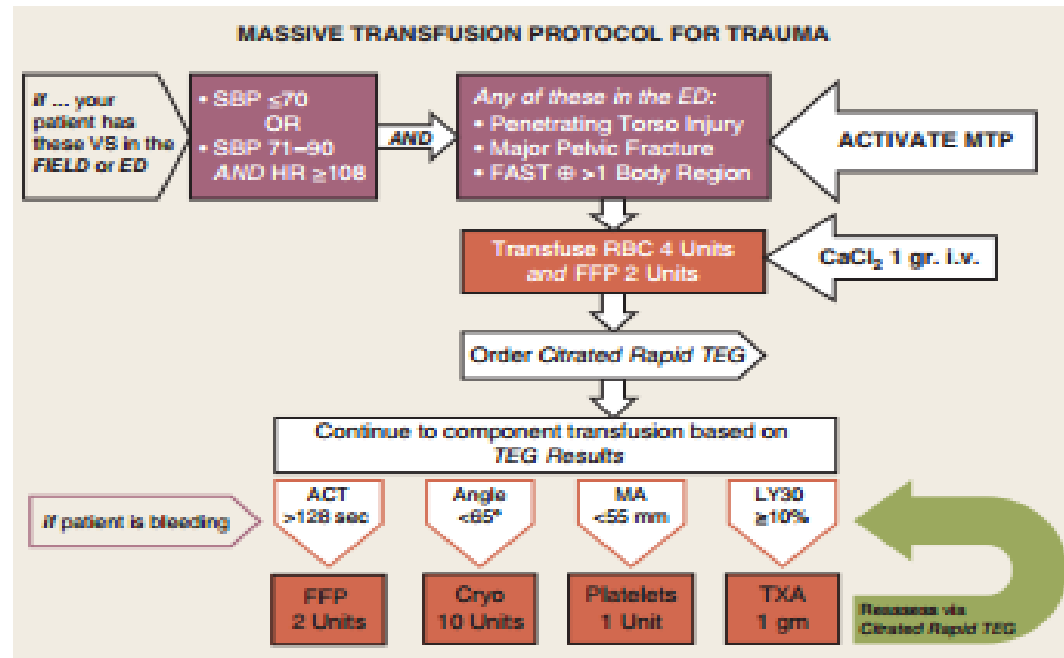 MASSIVE TRANSFUSION PROTOCOL FOR TRAUMA
if ... your
patient has
these VS in the
FIELD or ED
• SBP ≤70
OR
• SBP 71–90
AND HR ≥108
AND
Any of these in the ED:
• Penetrating Torso Injury
• Major Pelvic Fracture
• FAST ⊕ >1 Body Region
ACTIVATE MTP
Transfuse RBC 4 Units
and FFP 2 Units
CaCl₂ 1 gr. i.v.
Order Citrated Rapid TEG
Continue to component transfusion based on
TEG Results
if patient is bleeding
ACT
>128 sec
Angle
<65°
MA
<55 mm
LY30
≥10%
FFP
2 Units
Cryo
10 Units
Platelets
1 Unit
TXA
1 gm
Reassess via
Citrated Rapid TEG